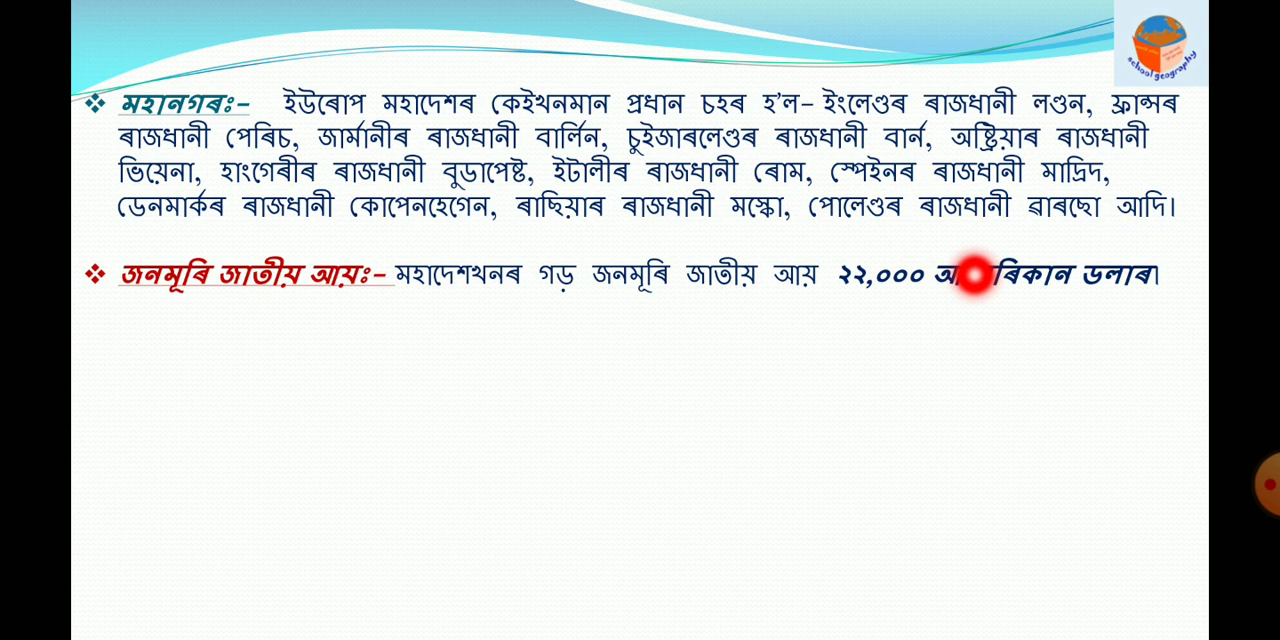 school geography
মহানগৰঃ– ইউৰোপ মহাদেশৰ কেইখনমান প্ৰধান চহৰ হ’ল– ইংলেণ্ডৰ ৰাজধানী লণ্ডন, ফ্ৰান্সৰ
ৰাজধানী পেৰিচ, জাৰ্মানীৰ ৰাজধানী বাৰ্লিন, চুইজাৰলেণ্ডৰ ৰাজধানী বাৰ্ন, অষ্ট্ৰিয়াৰ ৰাজধানী
ভিয়েনা, হাংগেৰীৰ ৰাজধানী বুডাপেষ্ট, ইটালীৰ ৰাজধানী ৰোম, স্পেইনৰ ৰাজধানী মাদ্ৰিদ,
ডেনমাৰ্কৰ ৰাজধানী কোপেনহেগেন, ৰাছিয়াৰ ৰাজধানী মস্কো, পোলেণ্ডৰ ৰাজধানী ৱাৰছো আদি।
জনমূৰি জাতীয় আয়ঃ– মহাদেশখনৰ গড় জনমূৰি জাতীয় আয় ২২,০০০ ডলাৰ।